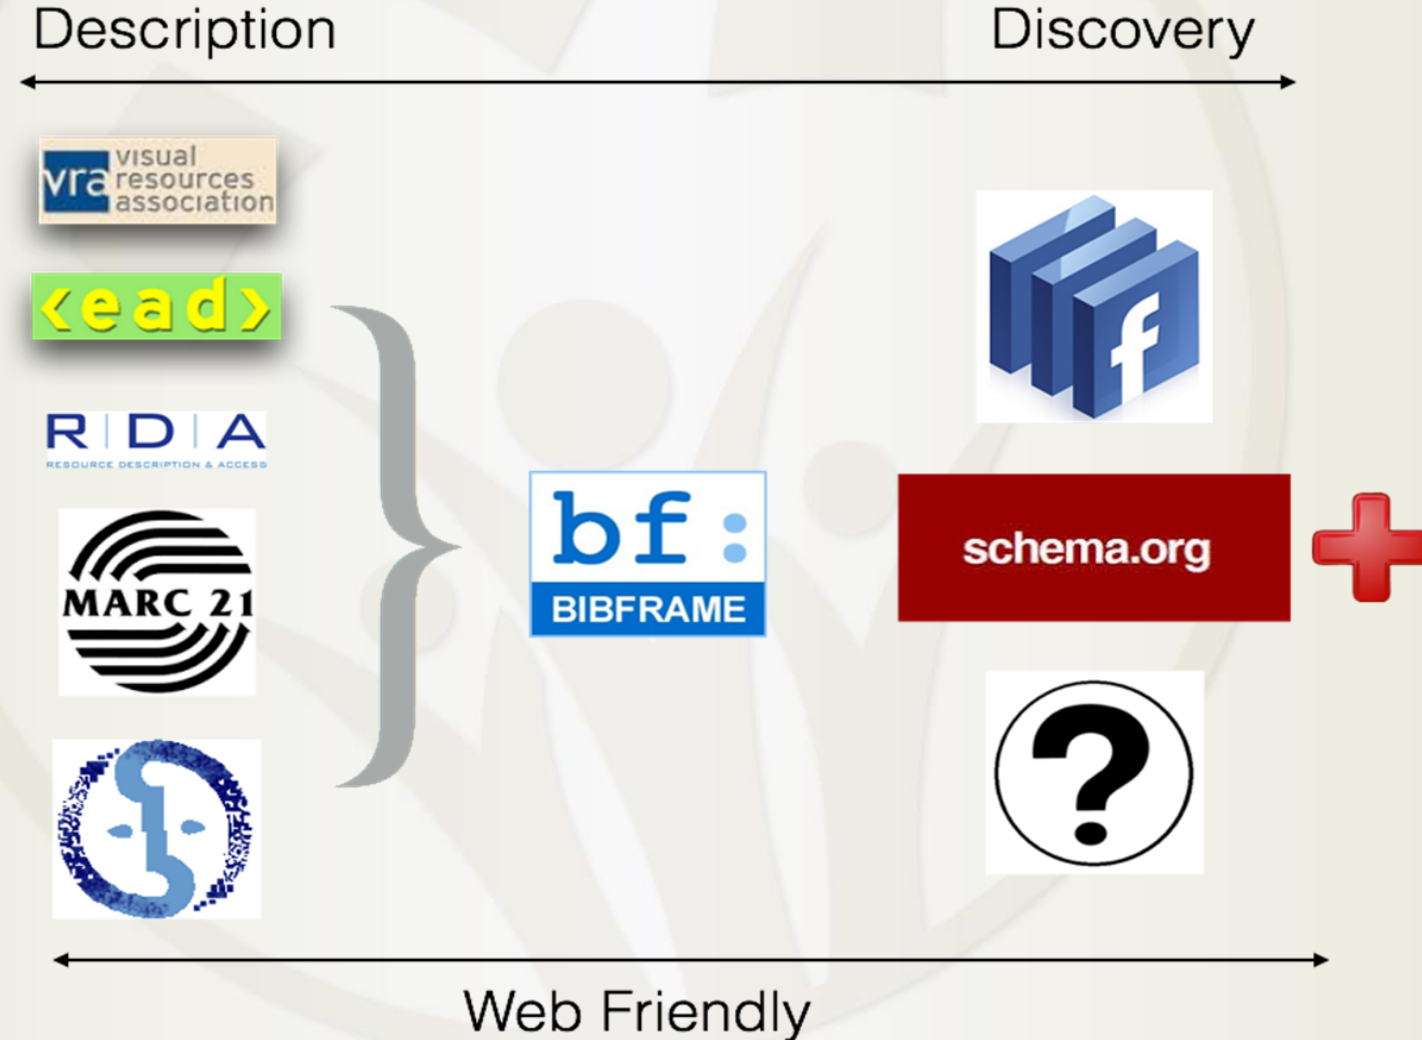 Description
Discovery
vra visual
resources
association
<ead>
R|D|A
RESOURCE DESCRIPTION & ACCESS
MARC 21
bf:
BIBFRAME
f
schema.org
?
Web Friendly